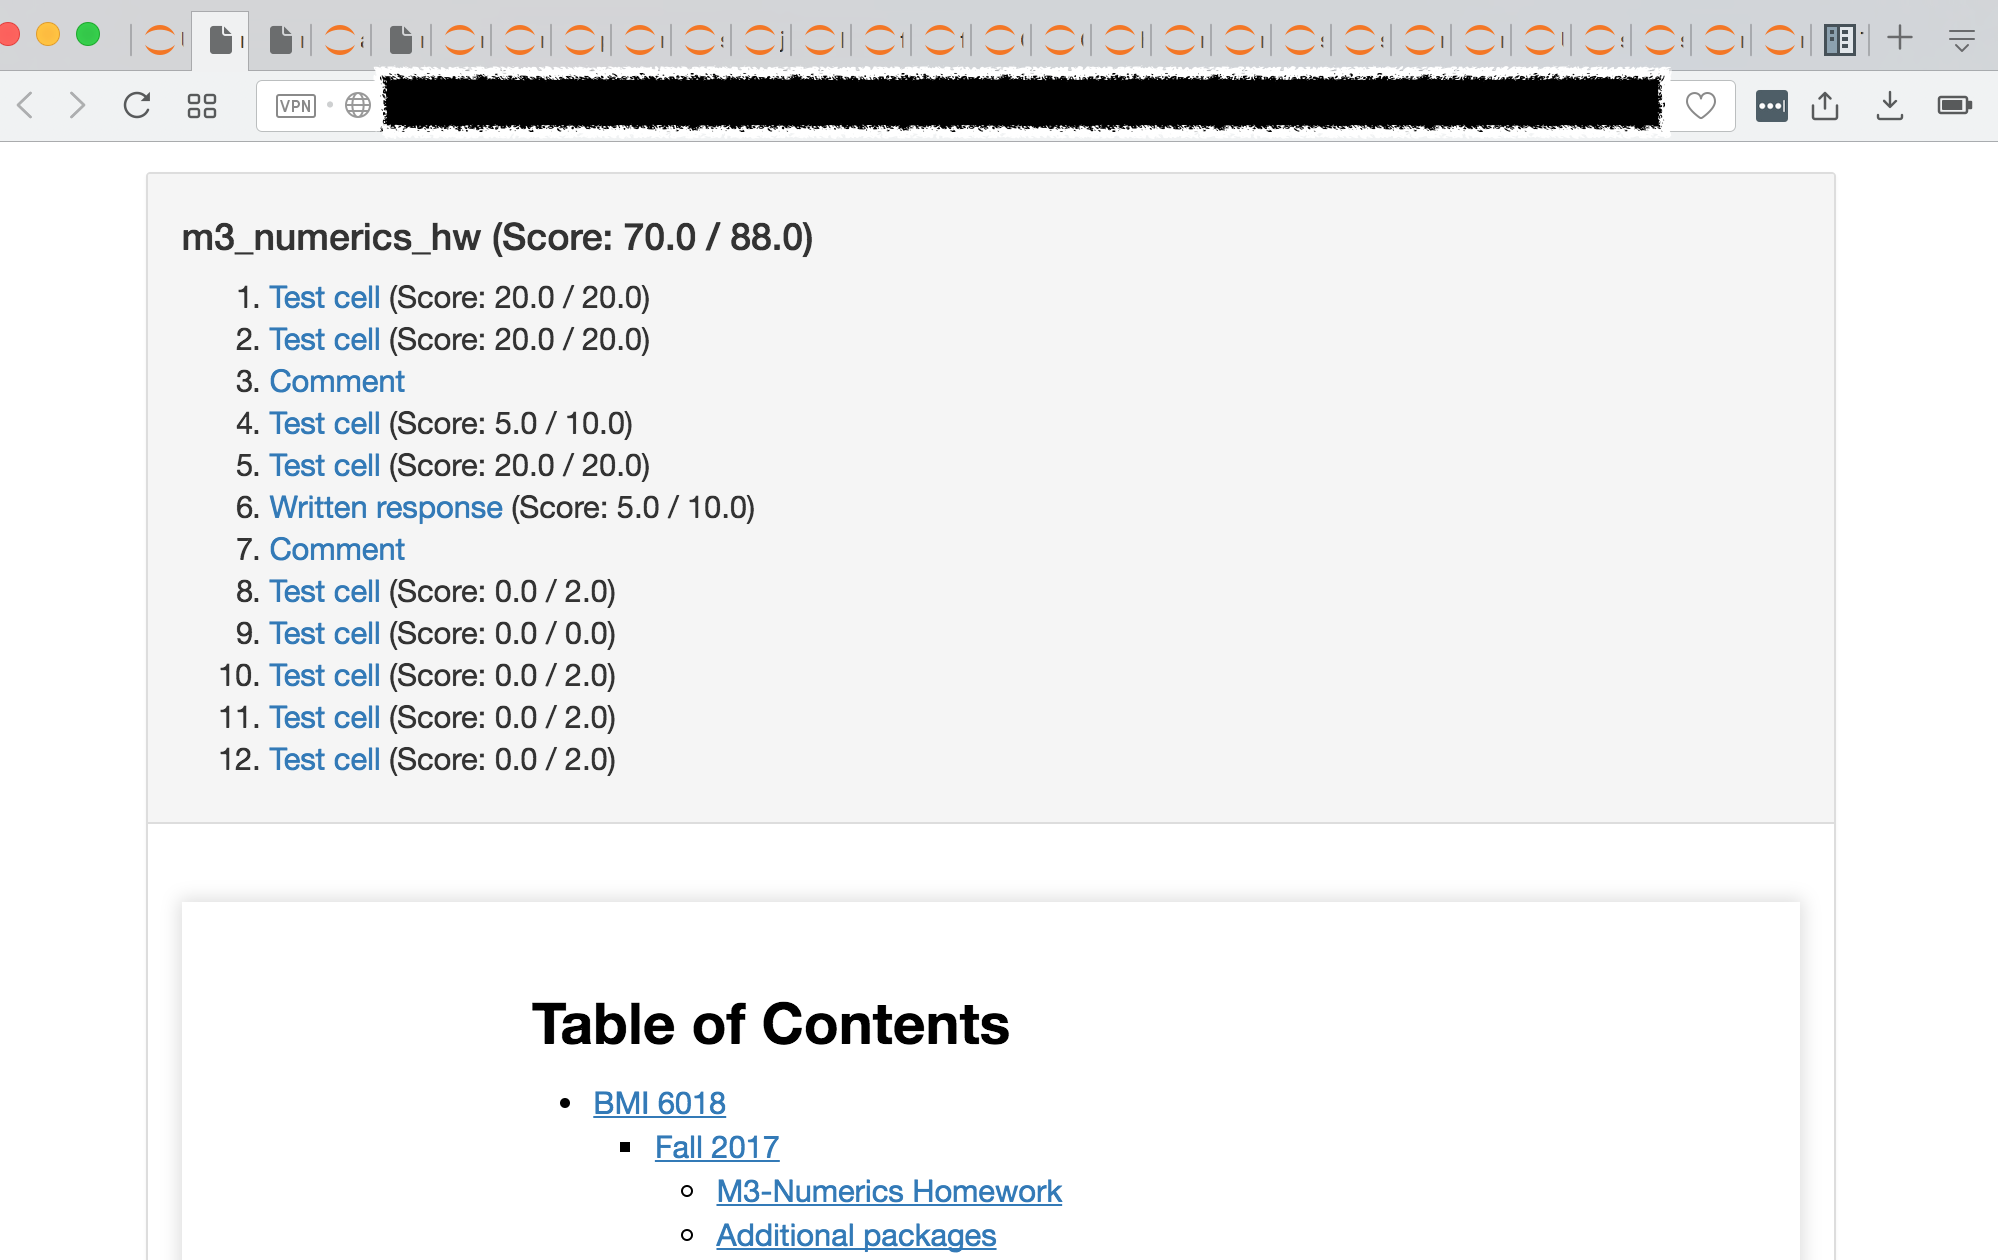 VPN
m3_numerics_hw (Score: 70.0 / 88.0)
1. Test cell (Score: 20.0 / 20.0)
2. Test cell (Score: 20.0 / 20.0)
3. Comment
4. Test cell (Score: 5.0 / 10.0)
5. Test cell (Score: 20.0 / 20.0)
6. Written response (Score: 5.0 / 10.0)
7. Comment
8. Test cell (Score: 0.0 / 2.0)
9. Test cell (Score: 0.0 / 0.0)
10. Test cell (Score: 0.0 / 2.0)
11. Test cell (Score: 0.0 / 2.0)
12. Test cell (Score: 0.0 / 2.0)
Table of Contents
BMI 6018
Fall 2017
M3-Numerics Homework
Additional packages